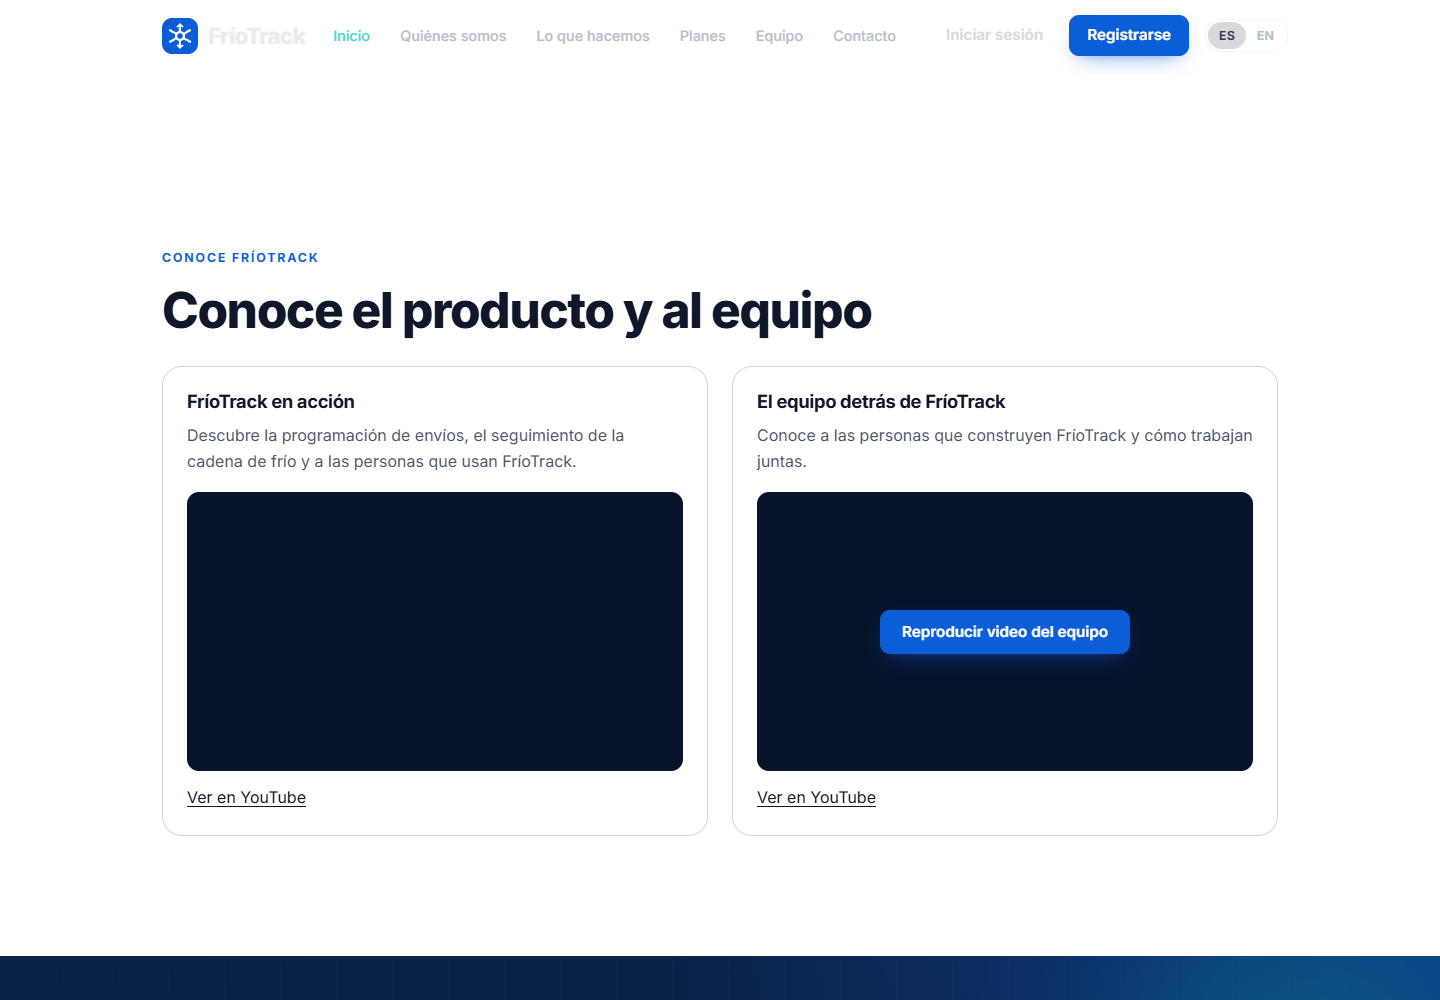 FríoTrack Inicio Quiénes somos Lo que hacemos Planes Equipo Contacto Iniciar sesión Registrarse ES EN
CONOCE FRÍOTRACK
Conoce el producto y al equipo
FríoTrack en acción
Descubre la programación de envíos, el seguimiento de la
cadena de frío y a las personas que usan FríoTrack.
Ver en YouTube
El equipo detrás de FríoTrack
Conoce a las personas que construyen FríoTrack y cómo trabajan
juntas.
Reproducir video del equipo
Ver en YouTube